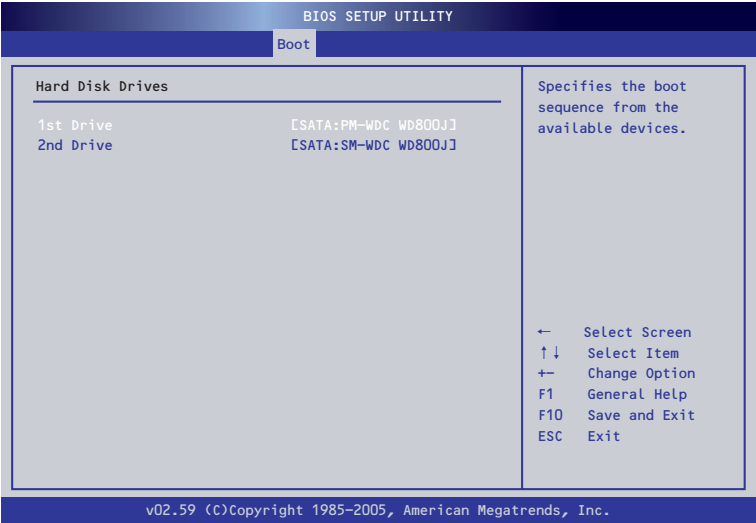 BIOS SETUP UTILITY
Boot
Hard Disk Drives
1st Drive [SATA:PM-WDC WD800J]
2nd Drive [SATA:SM-WDC WD800J]
Specifies the boot
sequence from the
available devices.
← Select Screen
↑↓ Select Item
+- Change Option
F1 General Help
F10 Save and Exit
ESC Exit
v02.59 (C)Copyright 1985-2005, American Megatrends, Inc.